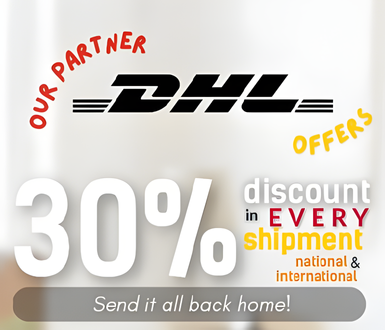 OUR PARTNER
DHL
OFFERS
30%
discount
in EVERY
shipment
national &
international
Send it all back home!